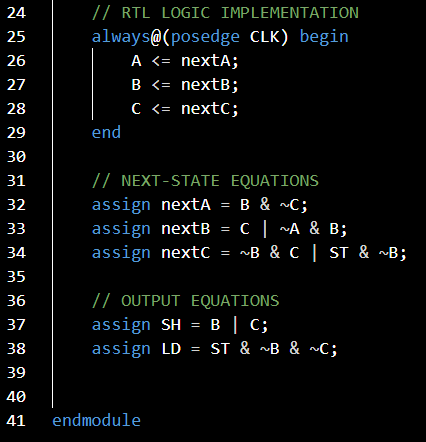 24 // RTL LOGIC IMPLEMENTATION
25 always@(posedge CLK) begin
26 A <= nextA;
27 B <= nextB;
28 C <= nextC;
29 end
30
31 // NEXT-STATE EQUATIONS
32 assign nextA = B & ~C;
33 assign nextB = C | ~A & B;
34 assign nextC = ~B & C | ST & ~B;
35
36 // OUTPUT EQUATIONS
37 assign SH = B | C;
38 assign LD = ST & ~B & ~C;
39
40
41 endmodule